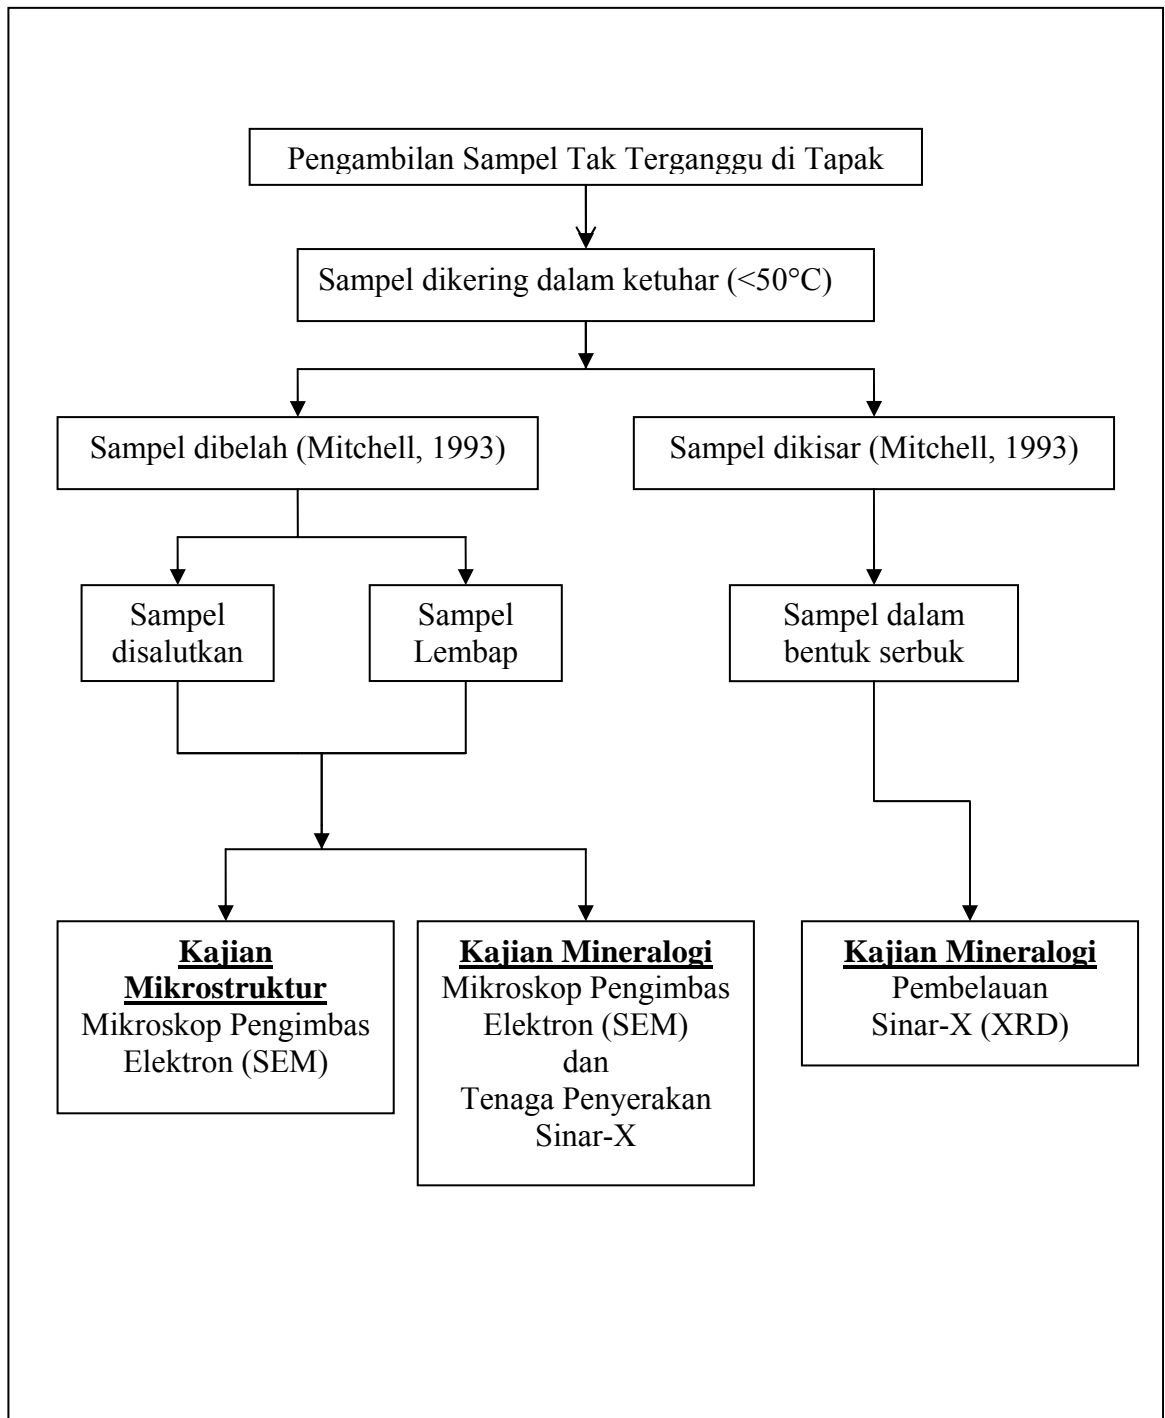 Pengambilan Sampel Tak Terganggu di Tapak
Sampel dikering dalam ketuhar (<50°C)
Sampel dibelah (Mitchell, 1993)
Sampel dikisar (Mitchell, 1993)
Sampel
disalutkan
Sampel
Lembap
Sampel dalam
bentuk serbuk
Kajian
Mikrostruktur
Mikroskop Pengimbas
Elektron (SEM)
Kajian Mineralogi
Mikroskop Pengimbas
Elektron (SEM)
dan
Tenaga Penyerakan
Sinar-X
Kajian Mineralogi
Pembelauan
Sinar-X (XRD)